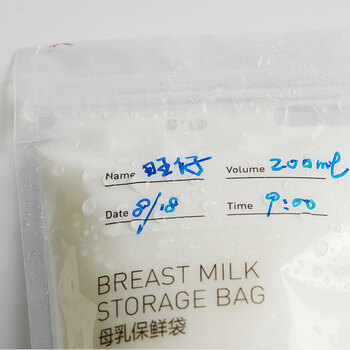 Name 旺仔 Volume 200ml
Date 8/18 Time 9:00
BREAST MILK
STORAGE BAG
母乳保鲜袋